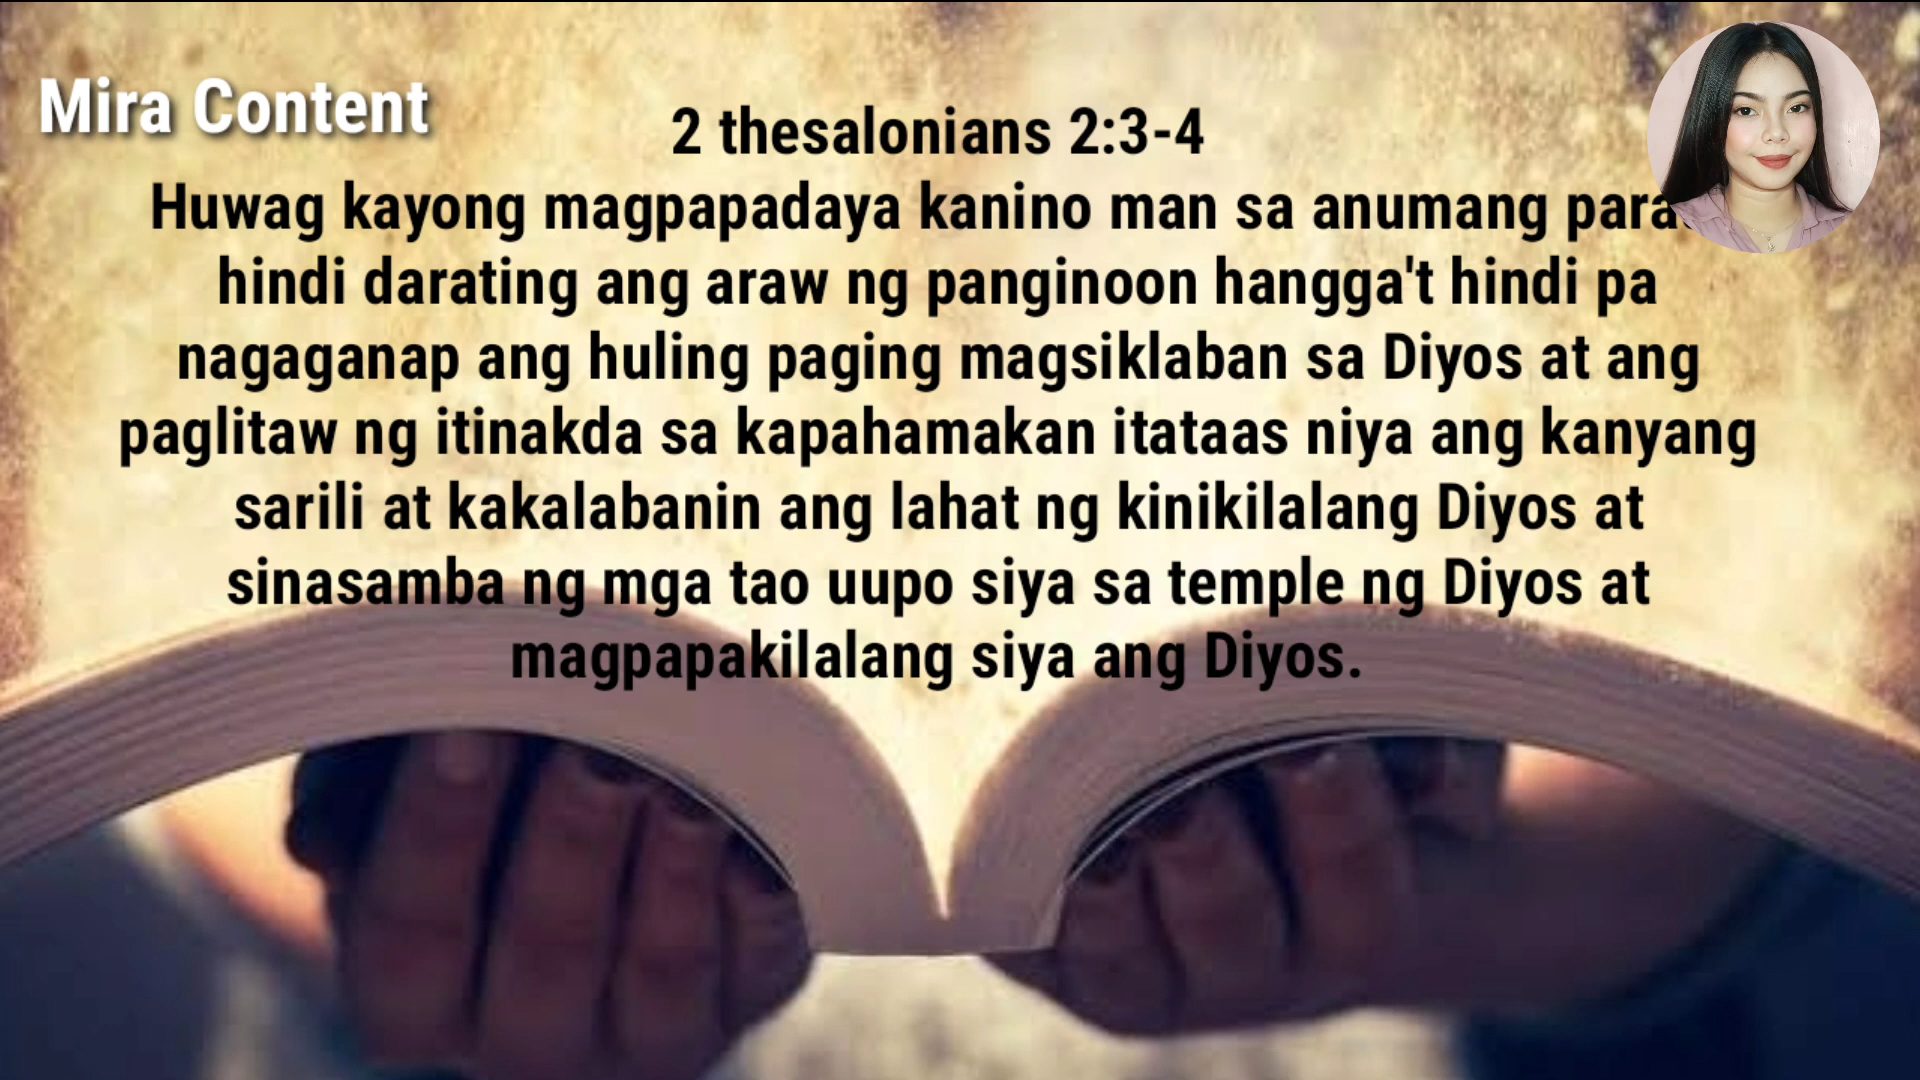 Mira Content
2 thesalonians 2:3-4
Huwag kayong magpapadaya kanino man sa anumang
hindi darating ang araw ng panginoon hangga't hindi pa
nagaganap ang huling paging magsiklaban sa Diyos at ang
paglitaw ng itinakda sa kapahamakan itataas niya ang kanyang
sarili at kakalabanin ang lahat ng kinikilalang Diyos at
sinasamba ng mga tao uupo siya sa temple ng Diyos at
magpapakilalang siya ang Diyos.